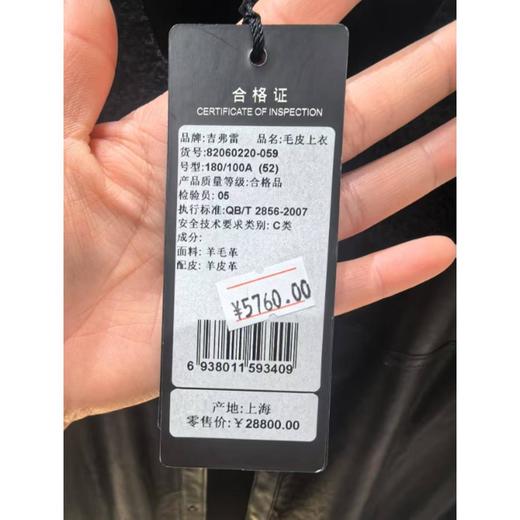 合格证
CERTIFICATE OF INSPECTION
品牌:吉弗雷 品名:毛皮上衣
货号:82060220-059
号型:180/100A (52)
产品质量等级:合格品
检验员: 05
执行标准:QB/T 2856-2007
安全技术要求类别: C类
成分:
面料: 羊毛革
配皮: 羊皮革
¥5760.00
6 938011 593409
产地:上海
零售价:¥28800.00